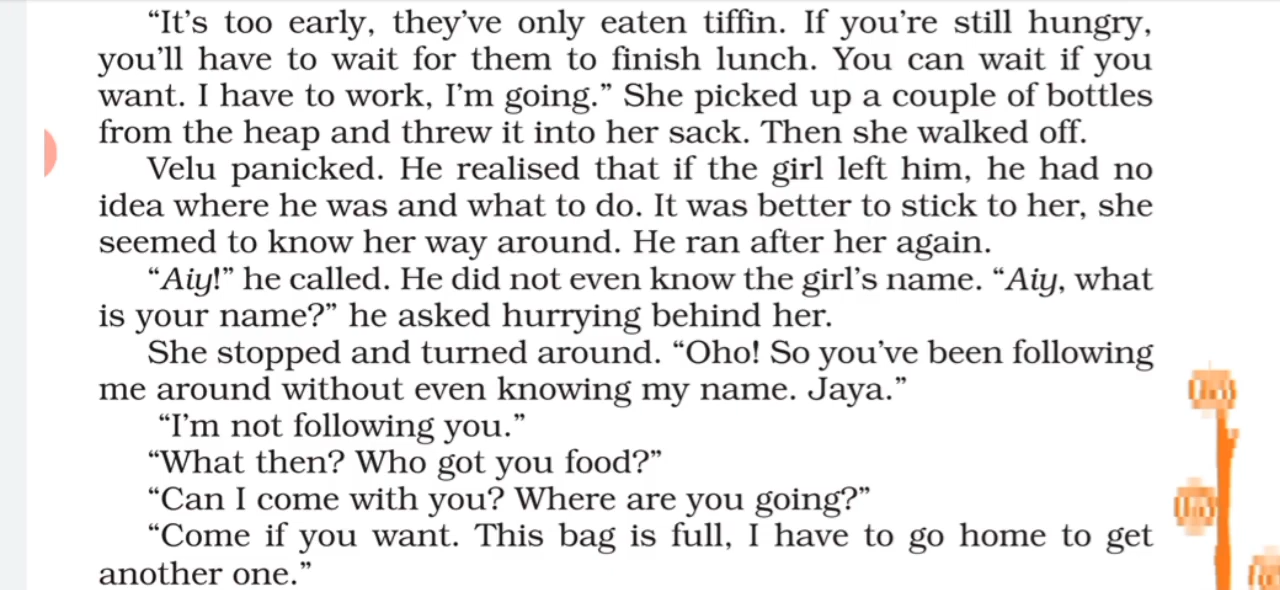 “It’s too early, they’ve only eaten tiffin. If you’re still hungry,
you’ll have to wait for them to finish lunch. You can wait if you
want. I have to work, I’m going.” She picked up a couple of bottles
from the heap and threw it into her sack. Then she walked off.
Velu panicked. He realised that if the girl left him, he had no
idea where he was and what to do. It was better to stick to her, she
seemed to know her way around. He ran after her again.
“Aiy!” he called. He did not even know the girl’s name. “Aiy, what
is your name?” he asked hurrying behind her.
She stopped and turned around. “Oho! So you’ve been following
me around without even knowing my name. Jaya.”
“I’m not following you.”
“What then? Who got you food?”
“Can I come with you? Where are you going?”
“Come if you want. This bag is full, I have to go home to get
another one.”